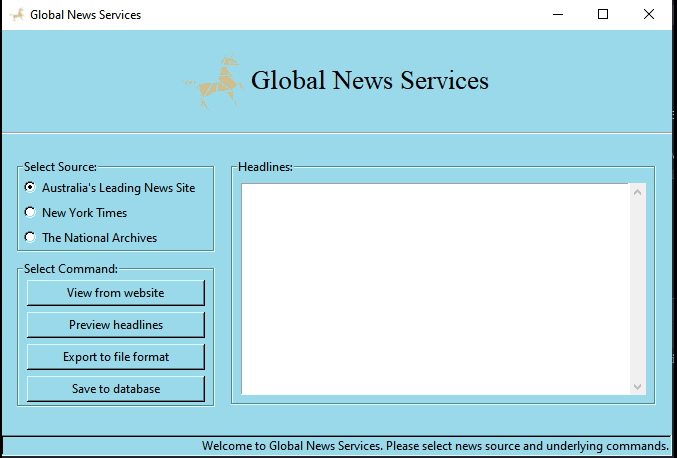 Global News Services
Global News Services
Select Source:
Australia's Leading News Site
New York Times
The National Archives
Select Command:
View from website
Preview headlines
Export to file format
Save to database
Headlines:
Welcome to Global News Services. Please select news source and underlying commands.